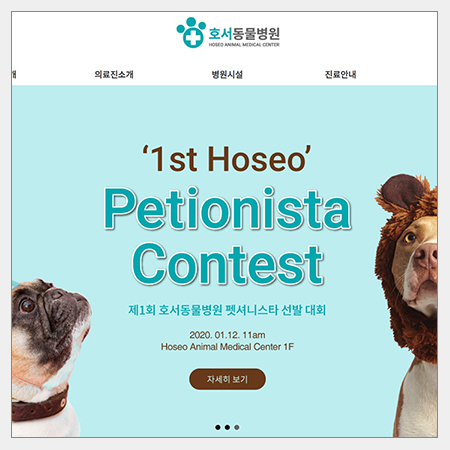 호서동물병원
HOSEO ANIMAL MEDICAL CENTER
개
의료진소개
병원시설
진료안내
‘1st Hoseo’
Petionista
Contest
제1회 호서동물병원 펫셔니스타 선발 대회
2020. 01.12. 11am
Hoseo Animal Medical Center 1F
자세히 보기